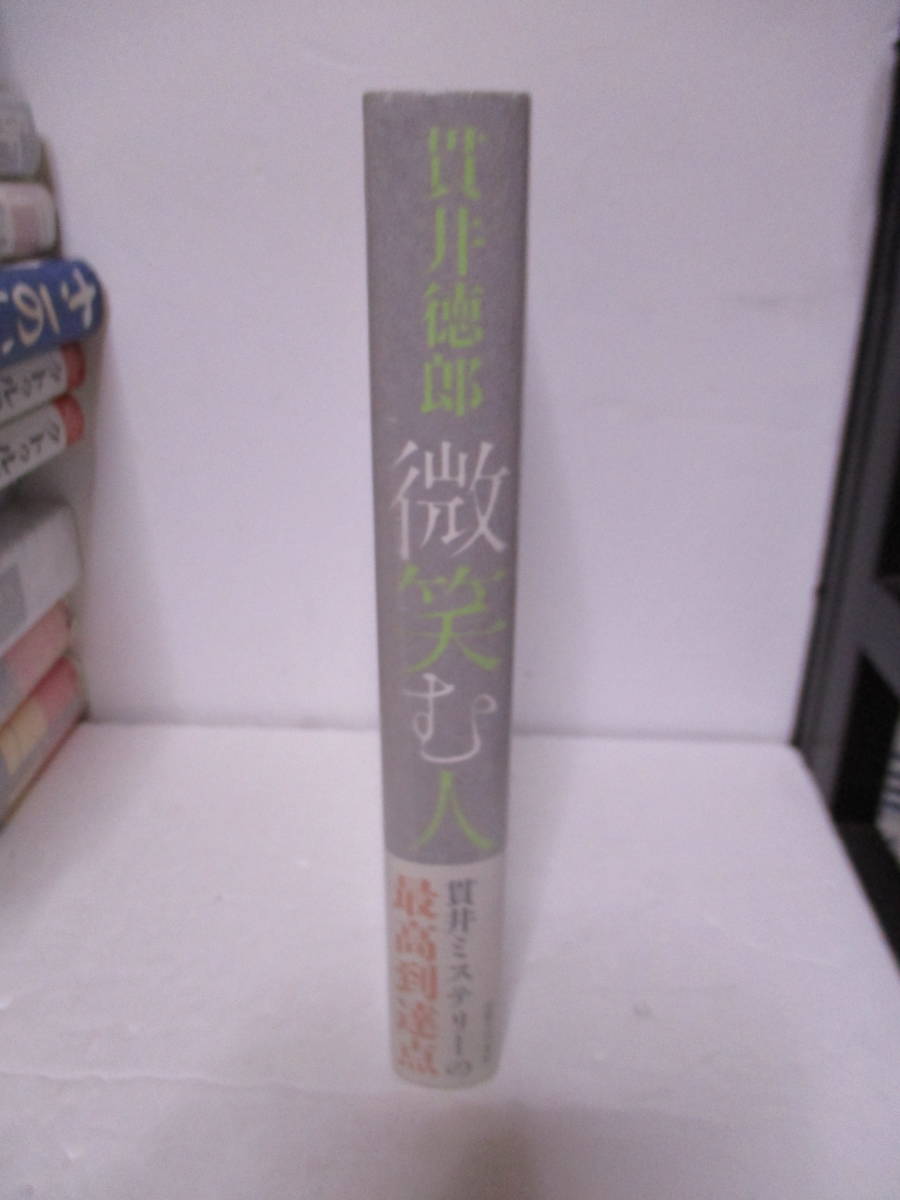 貫井徳郎
微笑む人
貫井ミステリーの
最高到達点